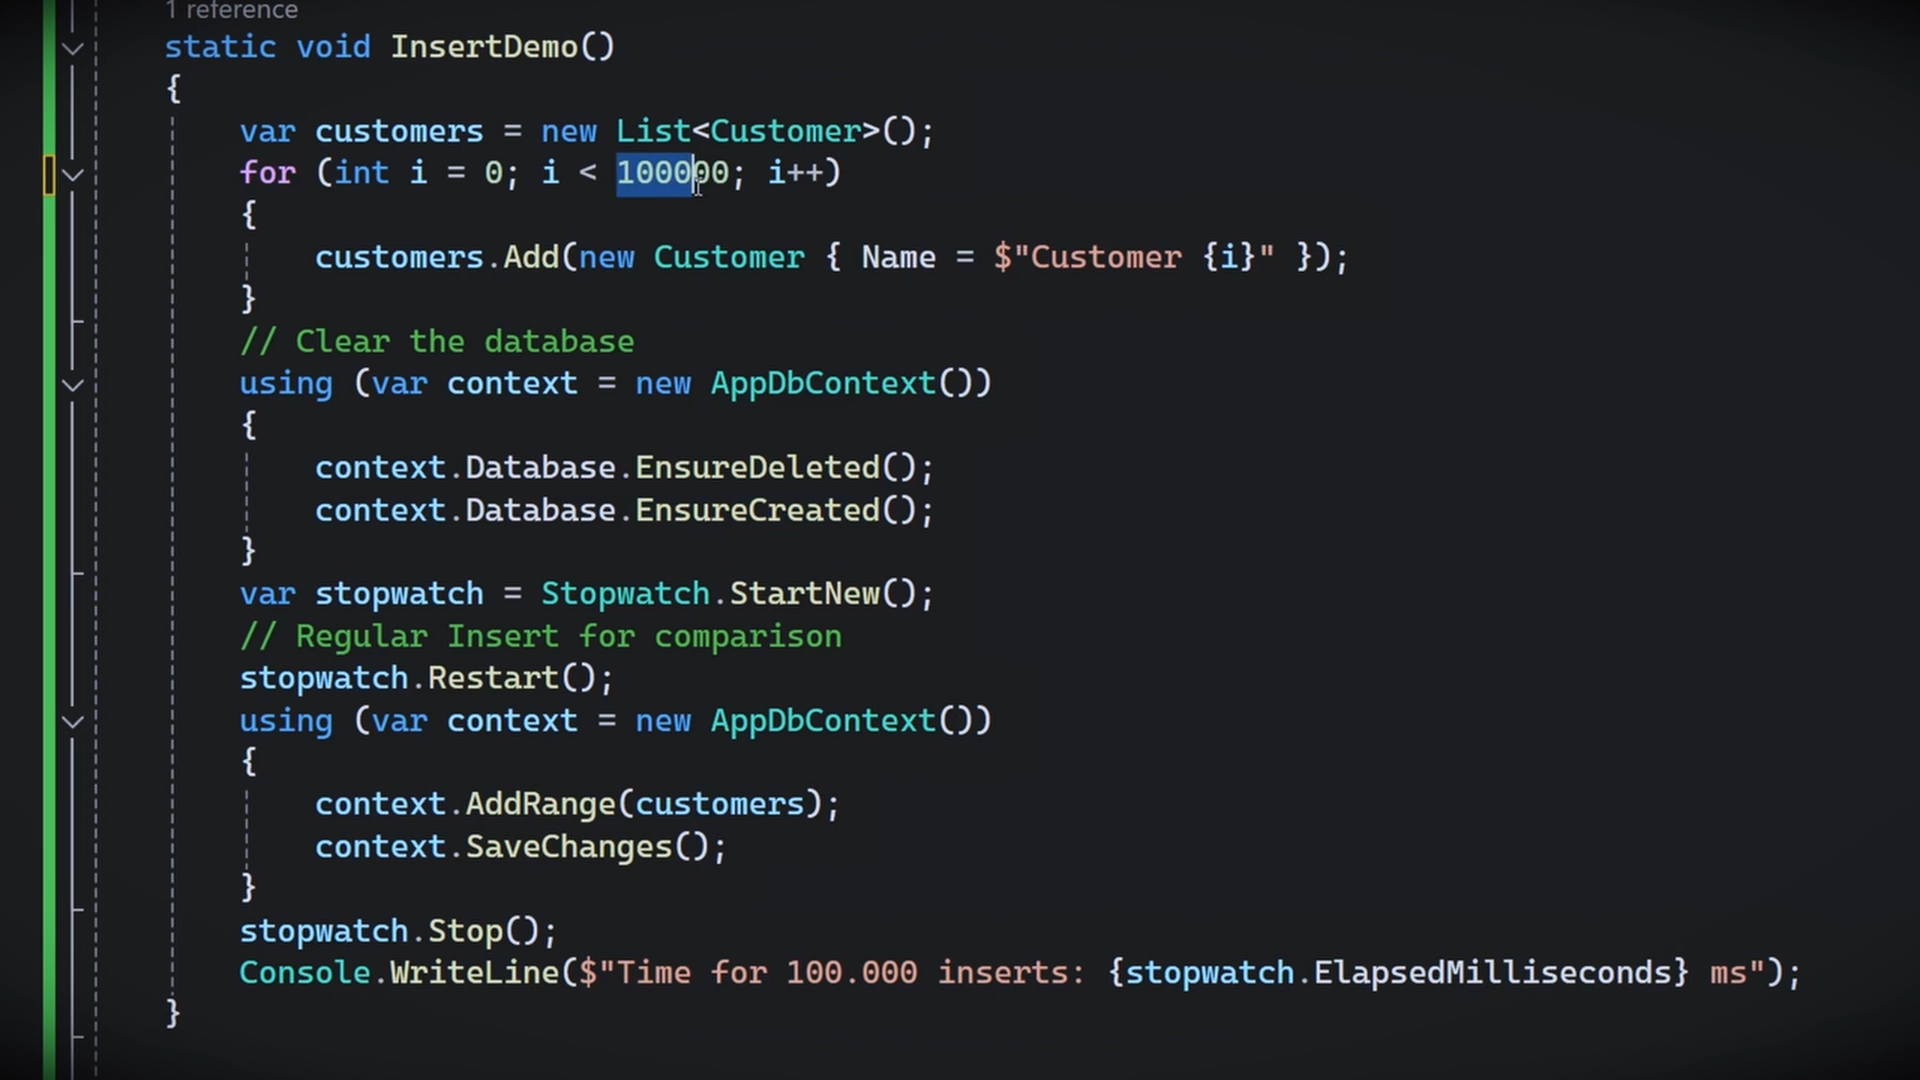 1 reference
static void InsertDemo()
{
var customers = new List<Customer>();
for (int i = 0; i < 100000; i++)
{
customers.Add(new Customer { Name = $"Customer {i}" });
}
// Clear the database
using (var context = new AppDbContext())
{
context.Database.EnsureDeleted();
context.Database.EnsureCreated();
}
var stopwatch = Stopwatch.StartNew();
// Regular Insert for comparison
stopwatch.Restart();
using (var context = new AppDbContext())
{
context.AddRange(customers);
context.SaveChanges();
}
stopwatch.Stop();
Console.WriteLine($"Time for 100.000 inserts: {stopwatch.ElapsedMilliseconds} ms");
}